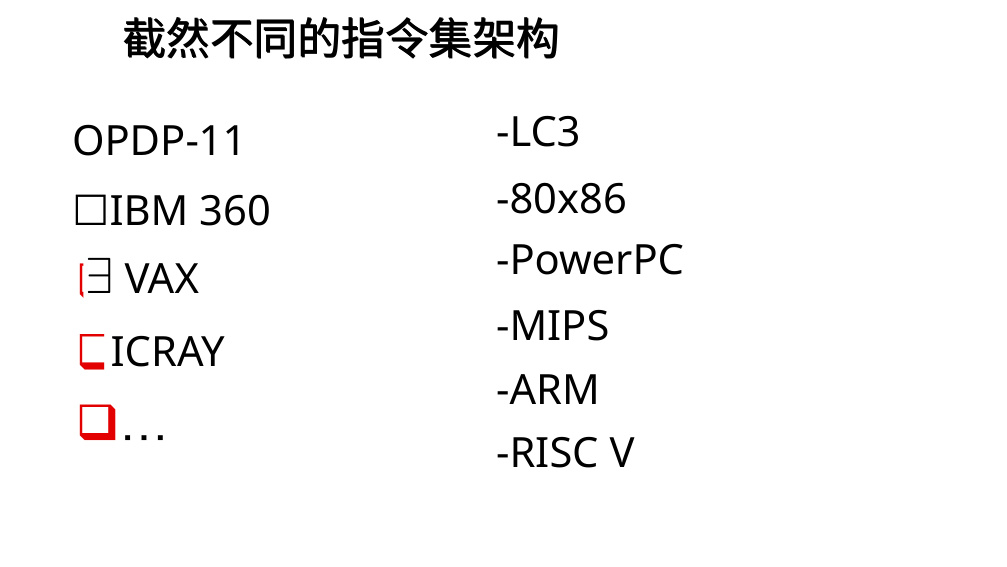 截然不同的指令集架构
OPDP-11
□IBM 360
VAX
ICRAY
❑...
-LC3
-80x86
-PowerPC
-MIPS
-ARM
-RISC V